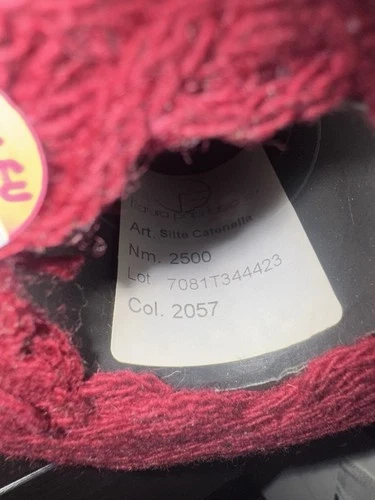 Art. Silte Catenella
Nm. 2500
Lot 7081T344423
Col. 2057